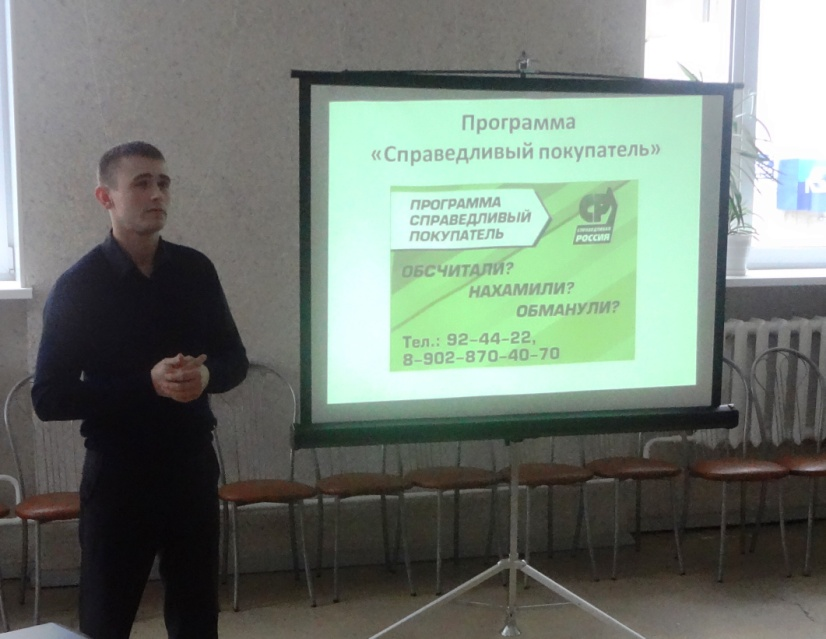 Программа
«Справедливый покупатель»
ПРОГРАММА
СПРАВЕДЛИВЫЙ
ПОКУПАТЕЛЬ
СР
СПРАВЕДЛИВАЯ
РОССИЯ
ОБСЧИТАЛИ?
НАХАМИЛИ?
ОБМАНУЛИ?
Тел.: 92-44-22,
8-902-870-40-70